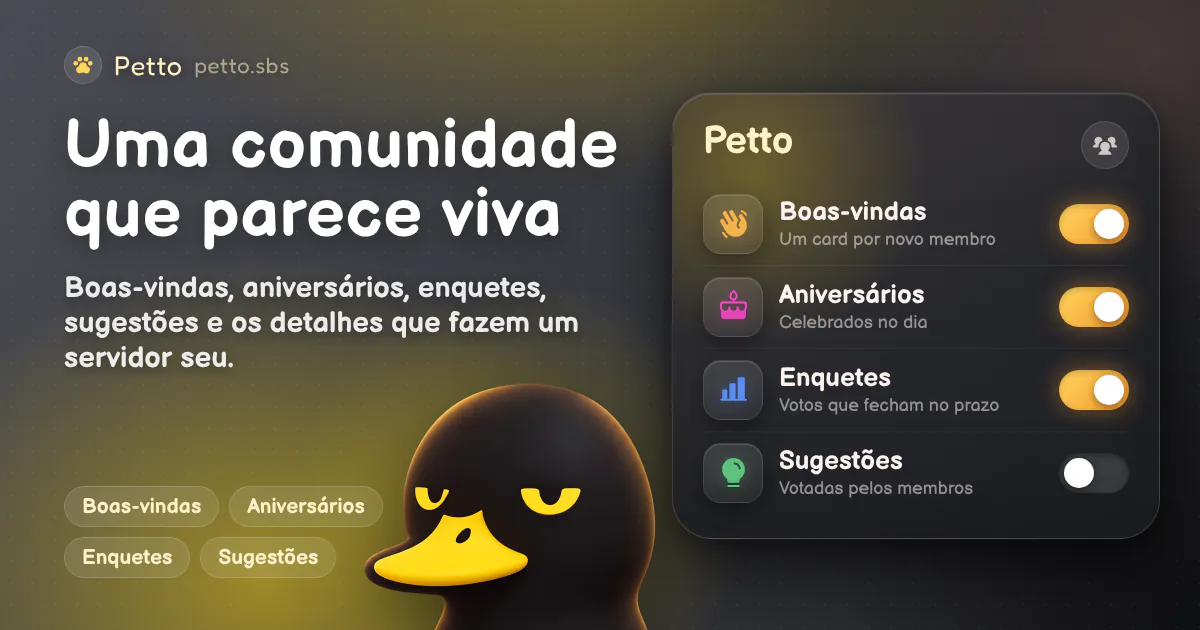 Petto petto.sbs
Uma comunidade
que parece viva
Boas-vindas, aniversários, enquetes,
sugestões e os detalhes que fazem um
servidor seu.
Boas-vindas
Aniversários
Enquetes
Sugestões
Petto
Boas-vindas
Um card por novo membro
Aniversários
Celebrados no dia
Enquetes
Votos que fecham no prazo
Sugestões
Votadas pelos membros